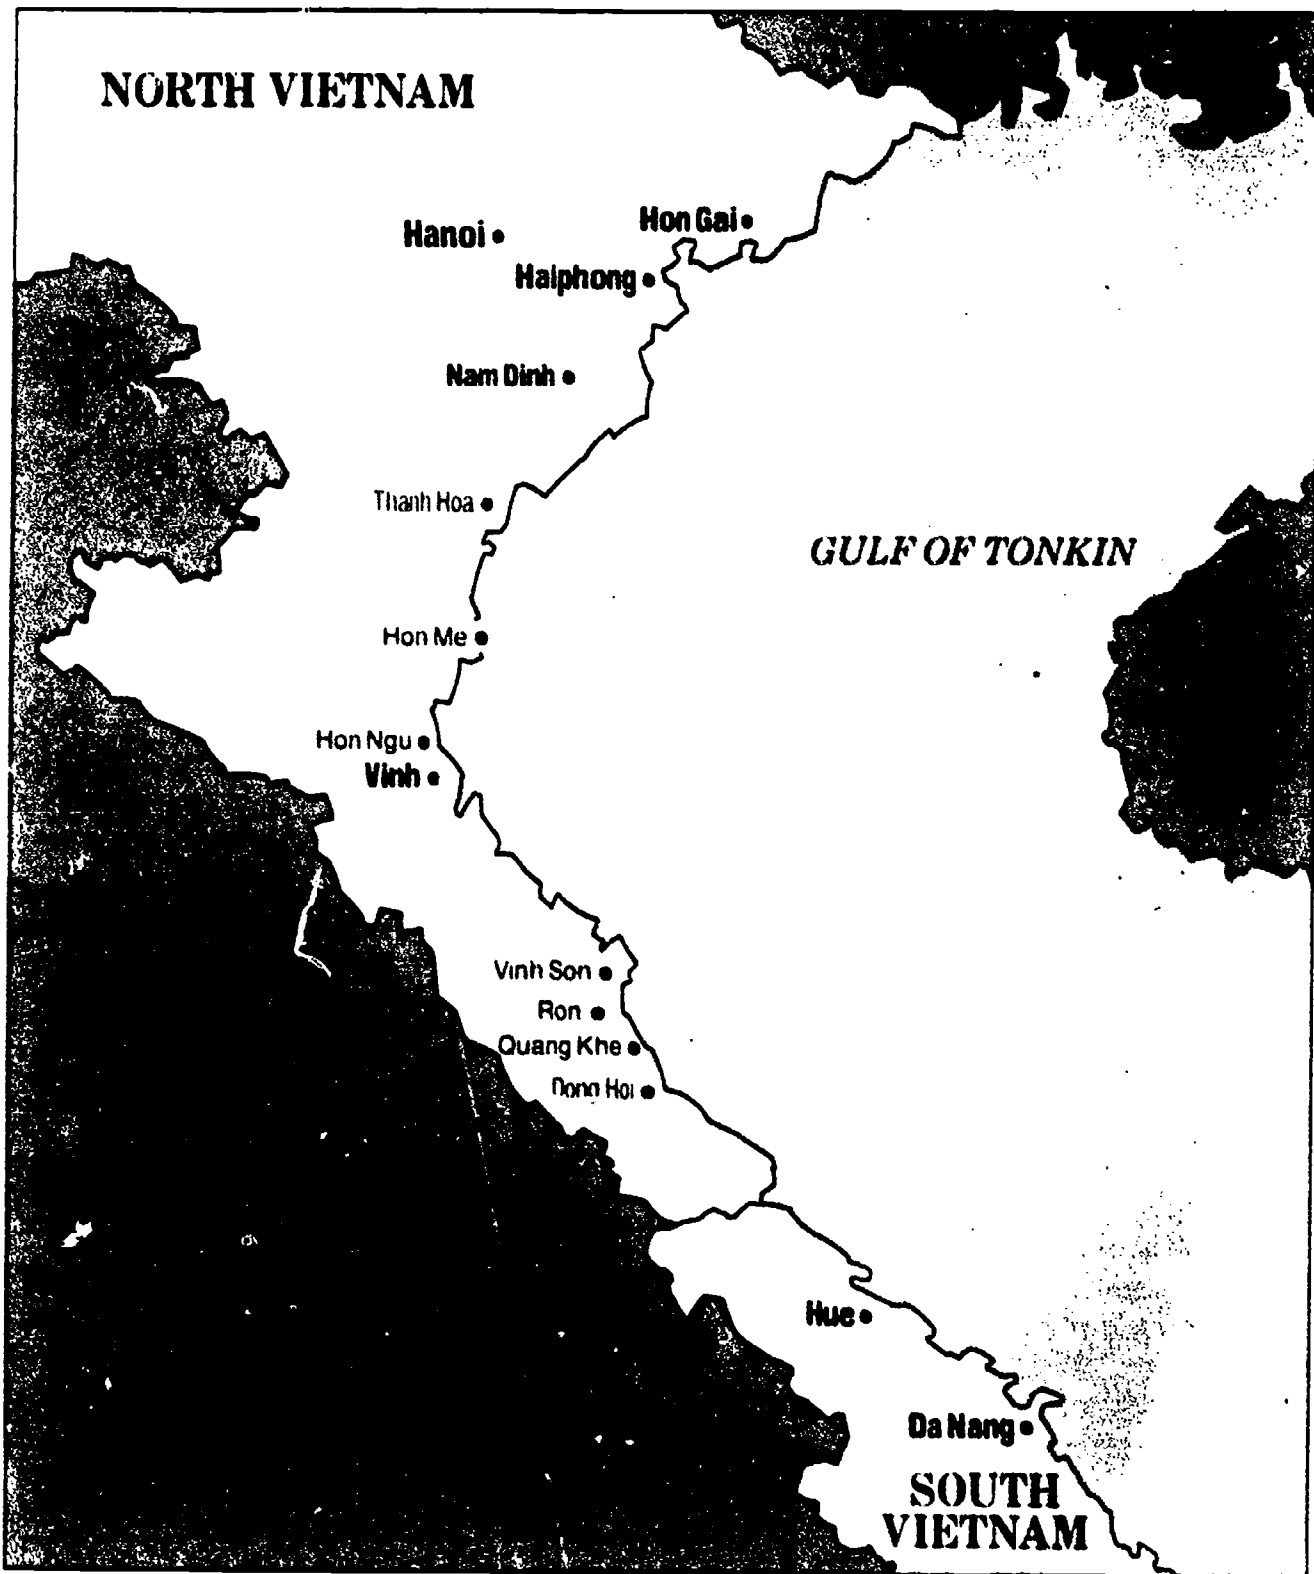 NORTH VIETNAM
Hon Gai
Hanoi
Haiphong
Nam Dinh
Thanh Hoa
GULF OF TONKIN
Hon Me
Hon Ngu
Vinh
Vinh Son
Ron
Quang Khe
Dong Hoi
Hue
Da Nang
SOUTH
VIETNAM